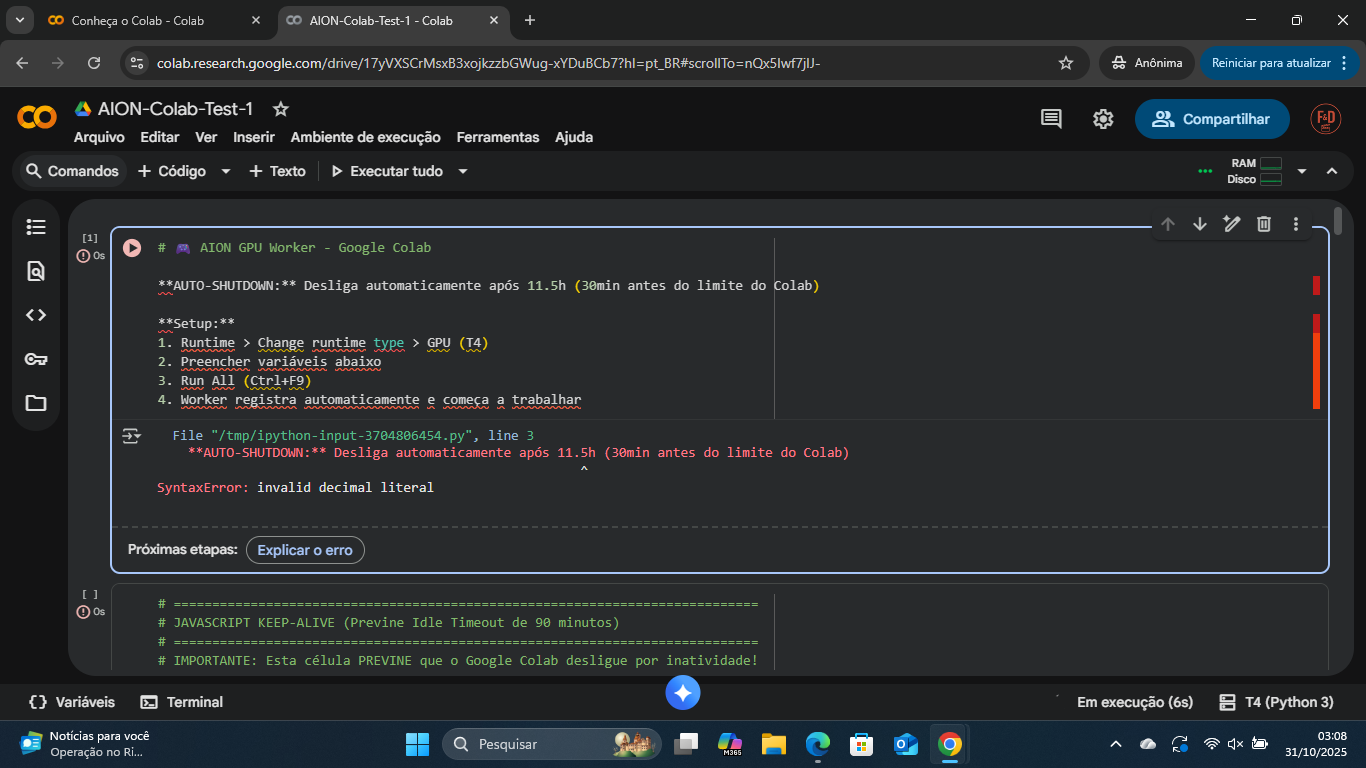 Conheça o Colab - Colab
AION-Colab-Test-1 - Colab
colab.research.google.com/drive/17yVXSCrMsxB3xojkzzbGWug-xYDuBCb7?hl=pt_BR#scrollTo=nQx5Iwf7jIJ-
Anônima
Reiniciar para atualizar
AION-Colab-Test-1
Arquivo Editar Ver Inserir Ambiente de execução Ferramentas Ajuda
Compartilhar
F&D
Comandos + Código + Texto Executar tudo
RAM
Disco
[1]
0s
# 🎮 AION GPU Worker - Google Colab
**AUTO-SHUTDOWN:** Desliga automaticamente após 11.5h (30min antes do limite do Colab)
**Setup:**
1. Runtime > Change runtime type > GPU (T4)
2. Preencher variáveis abaixo
3. Run All (Ctrl+F9)
4. Worker registra automaticamente e começa a trabalhar
File "/tmp/ipython-input-3704806454.py", line 3
**AUTO-SHUTDOWN:** Desliga automaticamente após 11.5h (30min antes do limite do Colab)
^
SyntaxError: invalid decimal literal
Próximas etapas: Explicar o erro
[ ]
0s
# ============================================================================
# JAVASCRIPT KEEP-ALIVE (Previne Idle Timeout de 90 minutos)
# ============================================================================
# IMPORTANTE: Esta célula PREVINE que o Google Colab desligue por inatividade!
Variáveis Terminal
Em execução (6s) T4 (Python 3)
Notícias para você
Operação no Ri...
Pesquisar
M365
03:08
31/10/2025